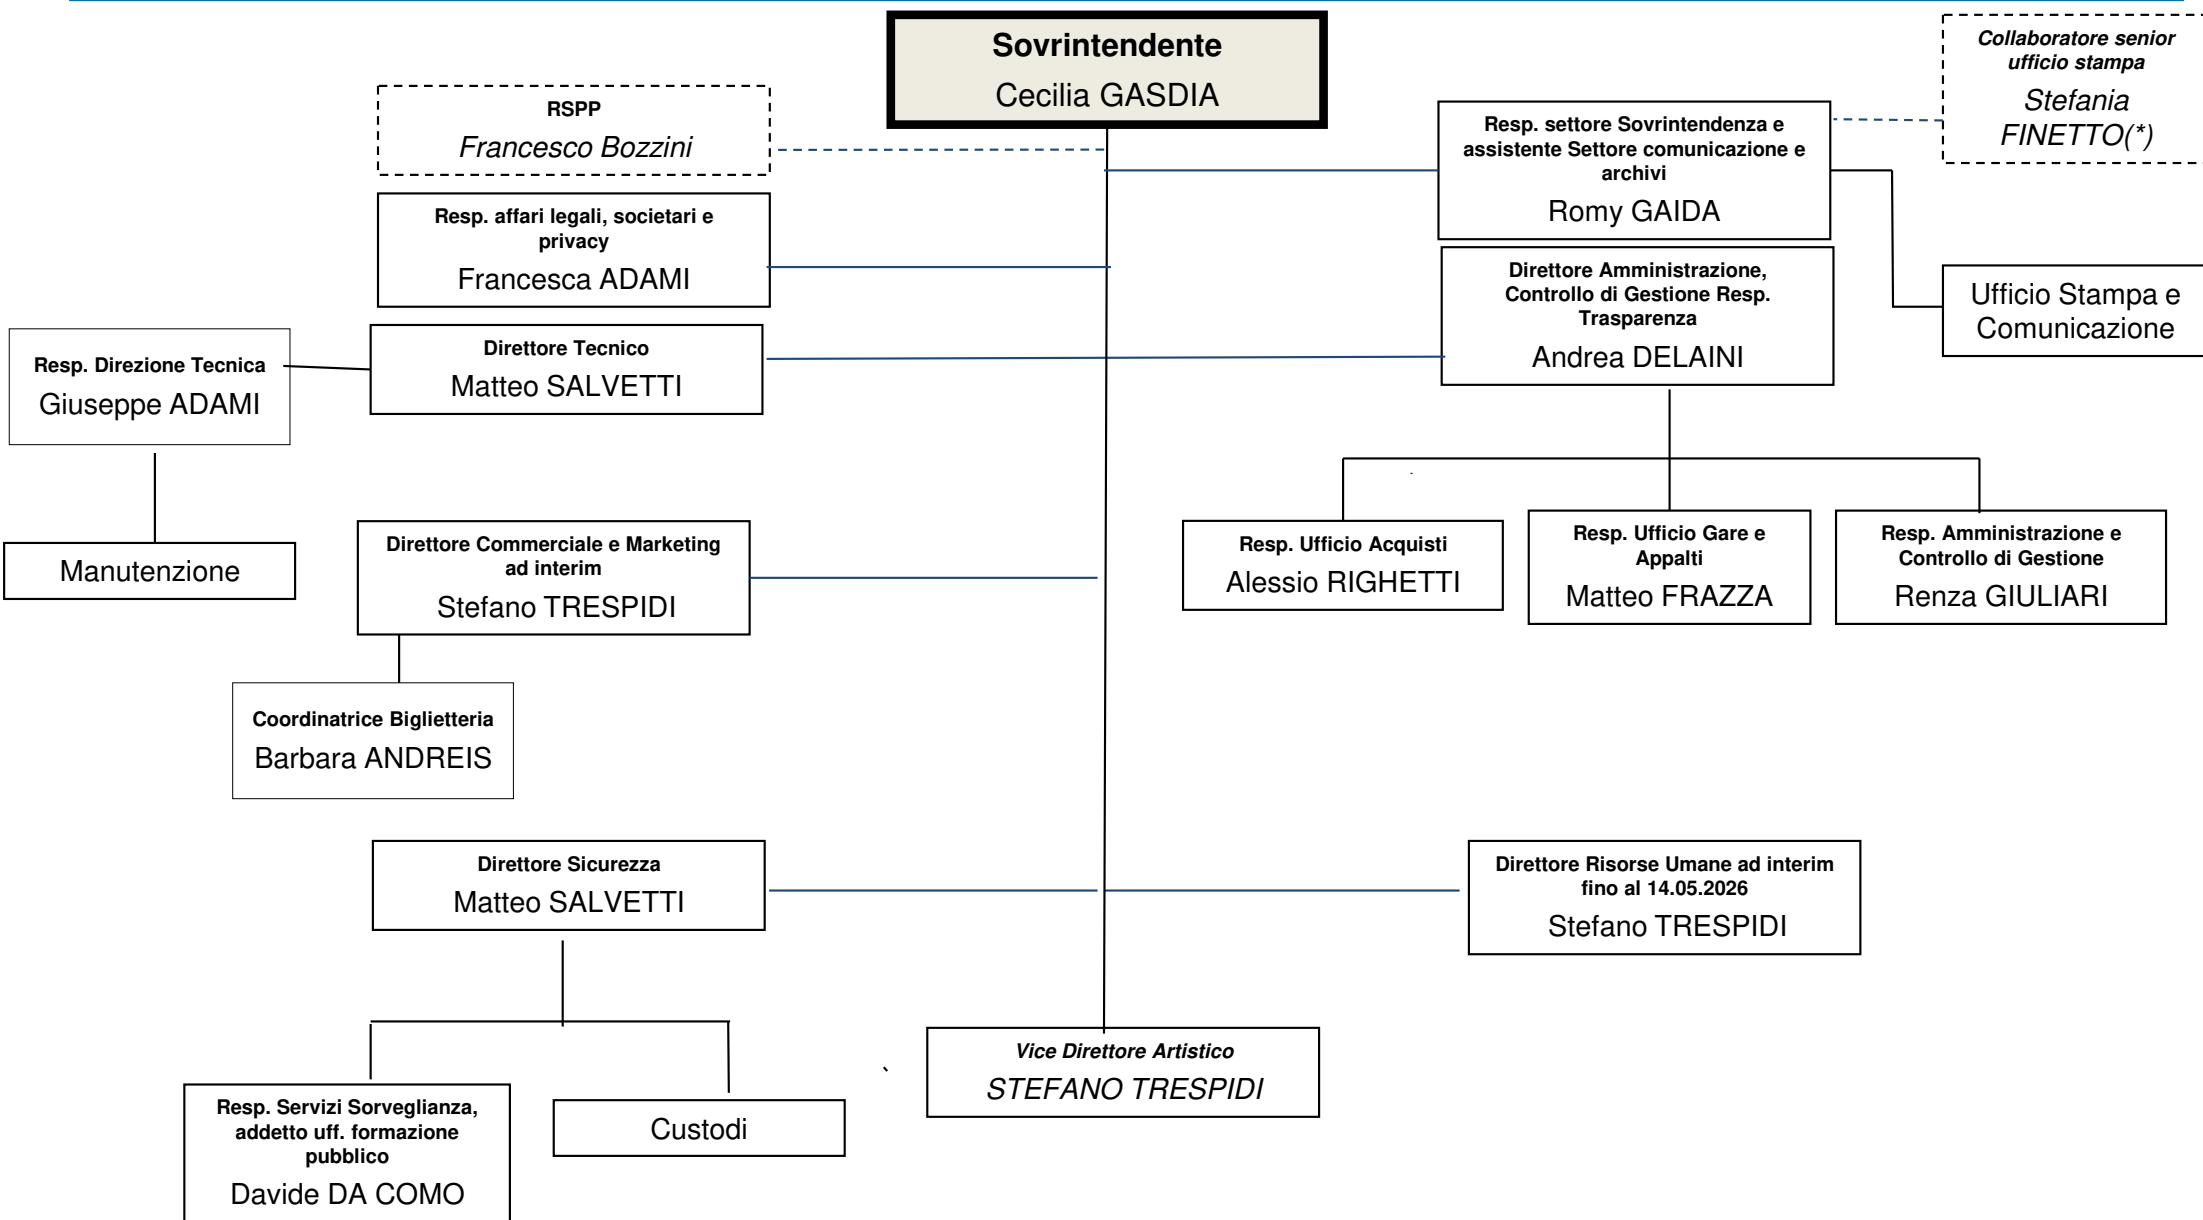 Sovrintendente
Cecilia GASDIA
Collaboratore senior
ufficio stampa
Stefania
FINETTO(*)
RSPP
Francesco Bozzini
Resp. settore Sovrintendenza e
assistente Settore comunicazione e
archivi
Romy GAIDA
Resp. affari legali, societari e
privacy
Francesca ADAMI
Direttore Amministrazione,
Controllo di Gestione Resp.
Trasparenza
Andrea DELAINI
Ufficio Stampa e
Comunicazione
Resp. Direzione Tecnica
Giuseppe ADAMI
Direttore Tecnico
Matteo SALVETTI
Manutenzione
Direttore Commerciale e Marketing
ad interim
Stefano TRESPIDI
Resp. Ufficio Acquisti
Alessio RIGHETTI
Resp. Ufficio Gare e
Appalti
Matteo FRAZZA
Resp. Amministrazione e
Controllo di Gestione
Renza GIULIARI
Coordinatrice Biglietteria
Barbara ANDREIS
Direttore Sicurezza
Matteo SALVETTI
Direttore Risorse Umane ad interim
fino al 14.05.2026
Stefano TRESPIDI
Vice Direttore Artistico
STEFANO TRESPIDI
Resp. Servizi Sorveglianza,
addetto uff. formazione
pubblico
Davide DA COMO
Custodi